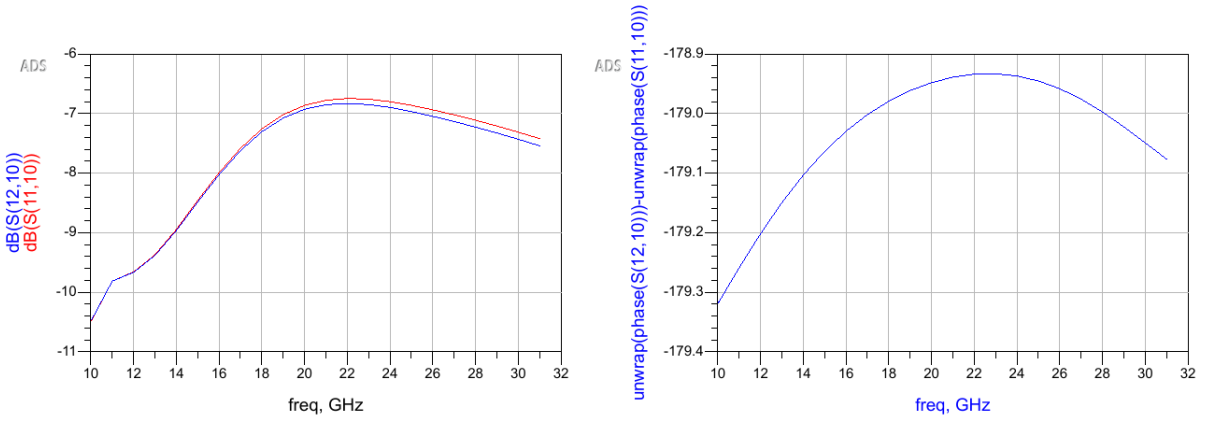 ADS
dB(S(12,10))
dB(S(11,10))
-6
-7
-8
-9
-10
-11
10 12 14 16 18 20 22 24 26 28 30 32
freq, GHz
ADS
unwrap(phase(S(12,10)))-unwrap(phase(S(11,10)))
-178.9
-179.0
-179.1
-179.2
-179.3
-179.4
10 12 14 16 18 20 22 24 26 28 30 32
freq, GHz